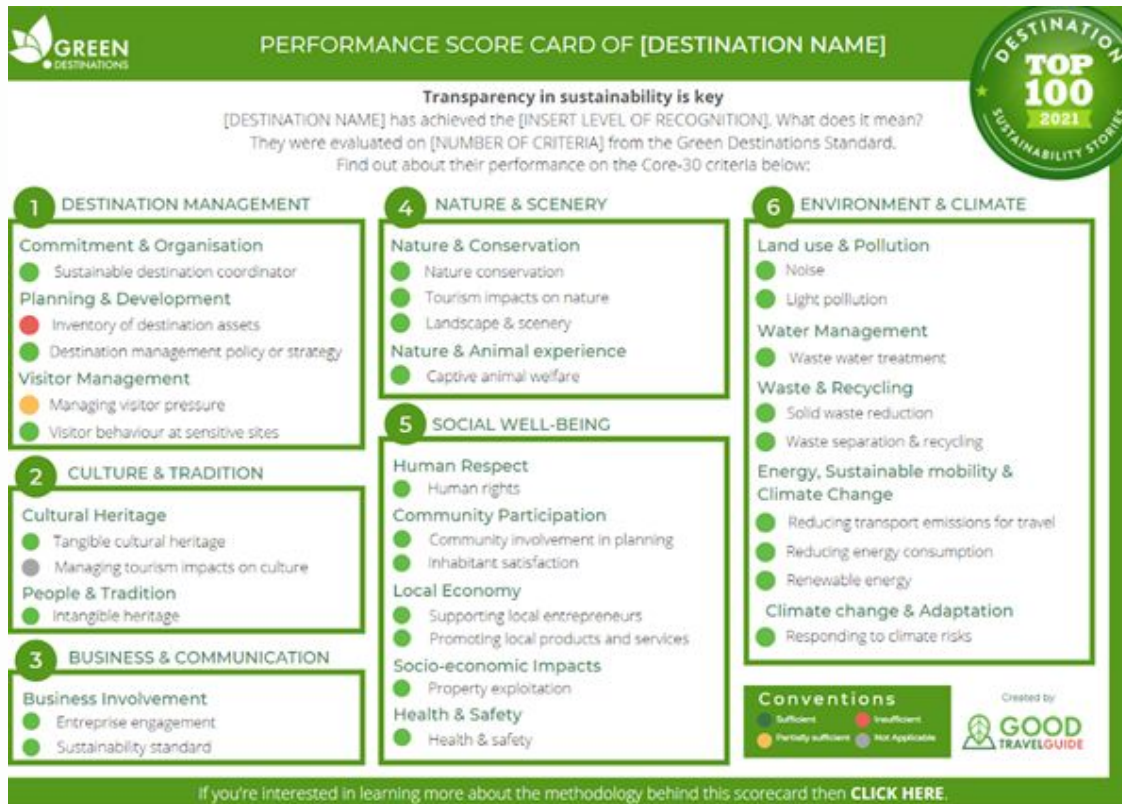 GREEN
DESTINATIONS
PERFORMANCE SCORE CARD OF [DESTINATION NAME]
DESTINATION
TOP
100
2021
SUSTAINABILITY STORIES
Transparency in sustainability is key
[DESTINATION NAME] has achieved the [INSERT LEVEL OF RECOGNITION]. What does it mean?
They were evaluated on [NUMBER OF CRITERIA] from the Green Destinations Standard.
Find out about their performance on the Core-30 criteria below:
1 DESTINATION MANAGEMENT
Commitment & Organisation
Sustainable destination coordinator
Planning & Development
Inventory of destination assets
Destination management policy or strategy
Visitor Management
Managing visitor pressure
Visitor behaviour at sensitive sites
2 CULTURE & TRADITION
Cultural Heritage
Tangible cultural heritage
Managing tourism impacts on culture
People & Tradition
Intangible heritage
3 BUSINESS & COMMUNICATION
Business Involvement
Entreprise engagement
Sustainability standard
4 NATURE & SCENERY
Nature & Conservation
Nature conservation
Tourism impacts on nature
Landscape & scenery
Nature & Animal experience
Captive animal welfare
5 SOCIAL WELL-BEING
Human Respect
Human rights
Community Participation
Community involvement in planning
Inhabitant satisfaction
Local Economy
Supporting local entrepreneurs
Promoting local products and services
Socio-economic Impacts
Property exploitation
Health & Safety
Health & safety
6 ENVIRONMENT & CLIMATE
Land use & Pollution
Noise
Light pollution
Water Management
Waste water treatment
Waste & Recycling
Solid waste reduction
Waste separation & recycling
Energy, Sustainable mobility &
Climate Change
Reducing transport emissions for travel
Reducing energy consumption
Renewable energy
Climate change & Adaptation
Responding to climate risks
Conventions
Sufficient
Insufficient
Partially sufficient
Not Applicable
Created by
GOOD
TRAVELGUIDE
If you're interested in learning more about the methodology behind this scorecard then CLICK HERE.